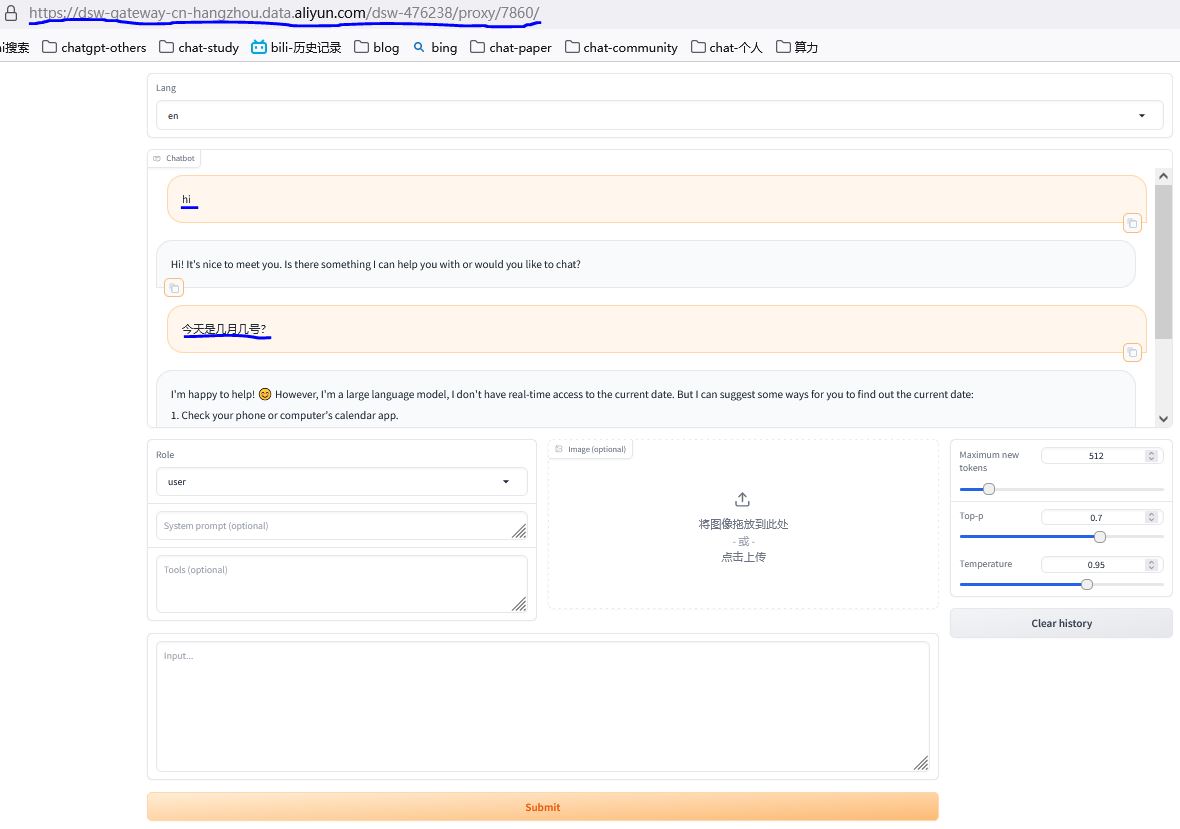 https://dsw-gateway-cn-hangzhou.data.aliyun.com/dsw-476238/proxy/7860/
i搜索 chatgpt-others chat-study bili-历史记录 blog bing chat-paper chat-community chat-个人 算力
Lang
en
Chatbot
hi
Hi! It's nice to meet you. Is there something I can help you with or would you like to chat?
今天是几月几号?
I'm happy to help! 😊 However, I'm a large language model, I don't have real-time access to the current date. But I can suggest some ways for you to find out the current date:
1. Check your phone or computer's calendar app.
Role
user
System prompt (optional)
Tools (optional)
Image (optional)
将图像拖放到此处
- 或 -
点击上传
Maximum new
tokens
512
Top-p
0.7
Temperature
0.95
Clear history
Input...
Submit